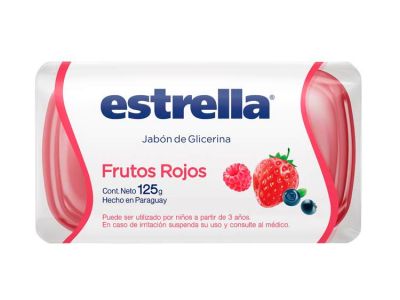 estrella®
Jabón de Glicerina
Frutos Rojos
Cont. Neto 125g
Hecho en Paraguay
Puede ser utilizado por niños a partir de 3 años.
En caso de irritación suspenda su uso y consulte al médico.